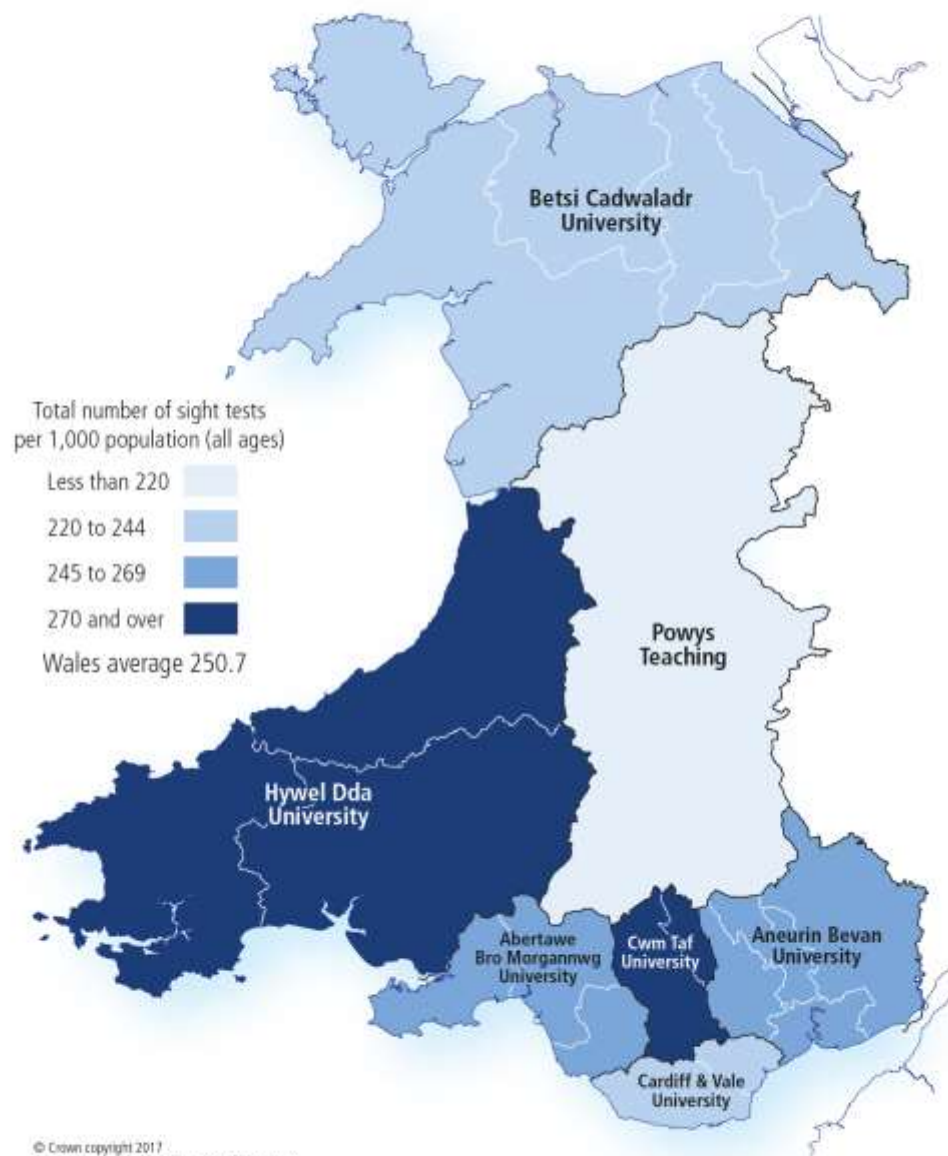 Betsi Cadwaladr
University
Total number of sight tests
per 1,000 population (all ages)
Less than 220
220 to 244
245 to 269
270 and over
Wales average 250.7
Powys
Teaching
Hywel Dda
University
Abertawe
Bro Morgannwg
University
Cwm Taf
University
Aneurin Bevan
University
Cardiff & Vale
University
© Crown copyright 2017